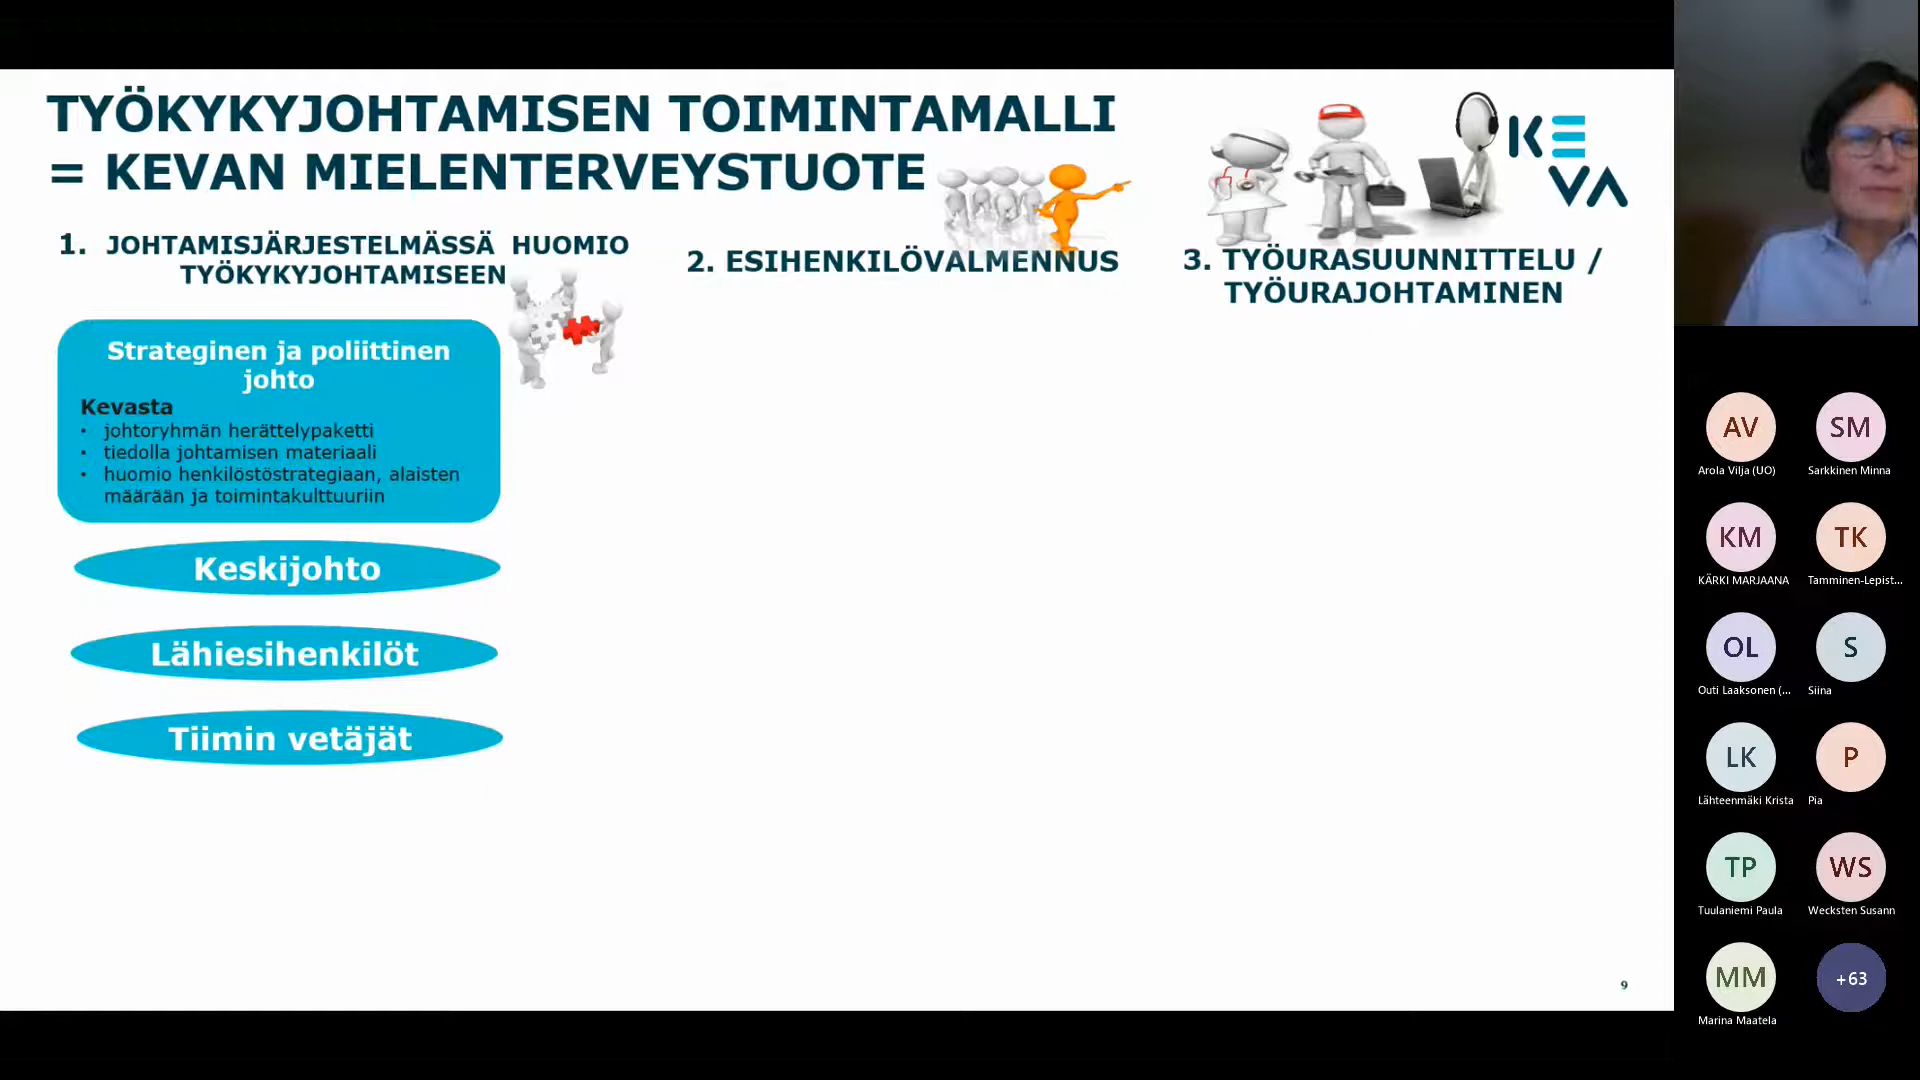 TYÖKYKYJOHTAMISEN TOIMINTAMALLI
= KEVAN MIELENTERVEYSTUOTE
KEVA
1. JOHTAMISJÄRJESTELMÄSSÄ HUOMIO
TYÖKYKYJOHTAMISEEN
2. ESIHENKILÖVALMENNUS
3. TYÖURASUUNNITTELU /
TYÖURAJOHTAMINEN
Strateginen ja poliittinen
johto
Kevasta
• johtoryhmän herättelypaketti
• tiedolla johtamisen materiaali
• huomio henkilöstöstrategiaan, alaisten
määrään ja toimintakulttuuriin
Keskijohto
Lähiesihenkilöt
Tiimin vetäjät
9
AV
Arola Vilja (UO)
SM
Sarkkinen Minna
KM
KÄRKI MARJAANA
TK
Tamminen-Lepist...
OL
Outi Laaksonen (...
S
Siina
LK
Lähteenmäki Krista
P
Pia
TP
Tuulaniemi Paula
WS
Wecksten Susann
MM
Marina Maatela
+63